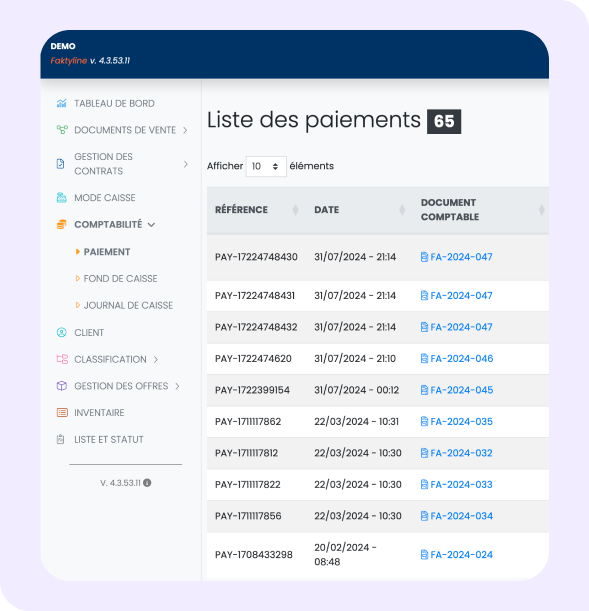 DEMO
Faktyline v. 4.3.53.11
TABLEAU DE BORD
DOCUMENTS DE VENTE
GESTION DES
CONTRATS
MODE CAISSE
COMPTABILITÉ
PAIEMENT
FOND DE CAISSE
JOURNAL DE CAISSE
CLIENT
CLASSIFICATION
GESTION DES OFFRES
INVENTAIRE
LISTE ET STATUT
V. 4.3.53.11
Liste des paiements 65
Afficher 10 éléments
RÉFÉRENCE DATE DOCUMENT
COMPTABLE
PAY-17224748430 31/07/2024 - 21:14 FA-2024-047
PAY-17224748431 31/07/2024 - 21:14 FA-2024-047
PAY-17224748432 31/07/2024 - 21:14 FA-2024-047
PAY-1722474620 31/07/2024 - 21:10 FA-2024-046
PAY-1722399154 31/07/2024 - 00:12 FA-2024-045
PAY-1711117862 22/03/2024 - 10:31 FA-2024-035
PAY-1711117812 22/03/2024 - 10:30 FA-2024-032
PAY-1711117822 22/03/2024 - 10:30 FA-2024-033
PAY-1711117856 22/03/2024 - 10:30 FA-2024-034
PAY-1708433298 20/02/2024 -
08:48 FA-2024-024